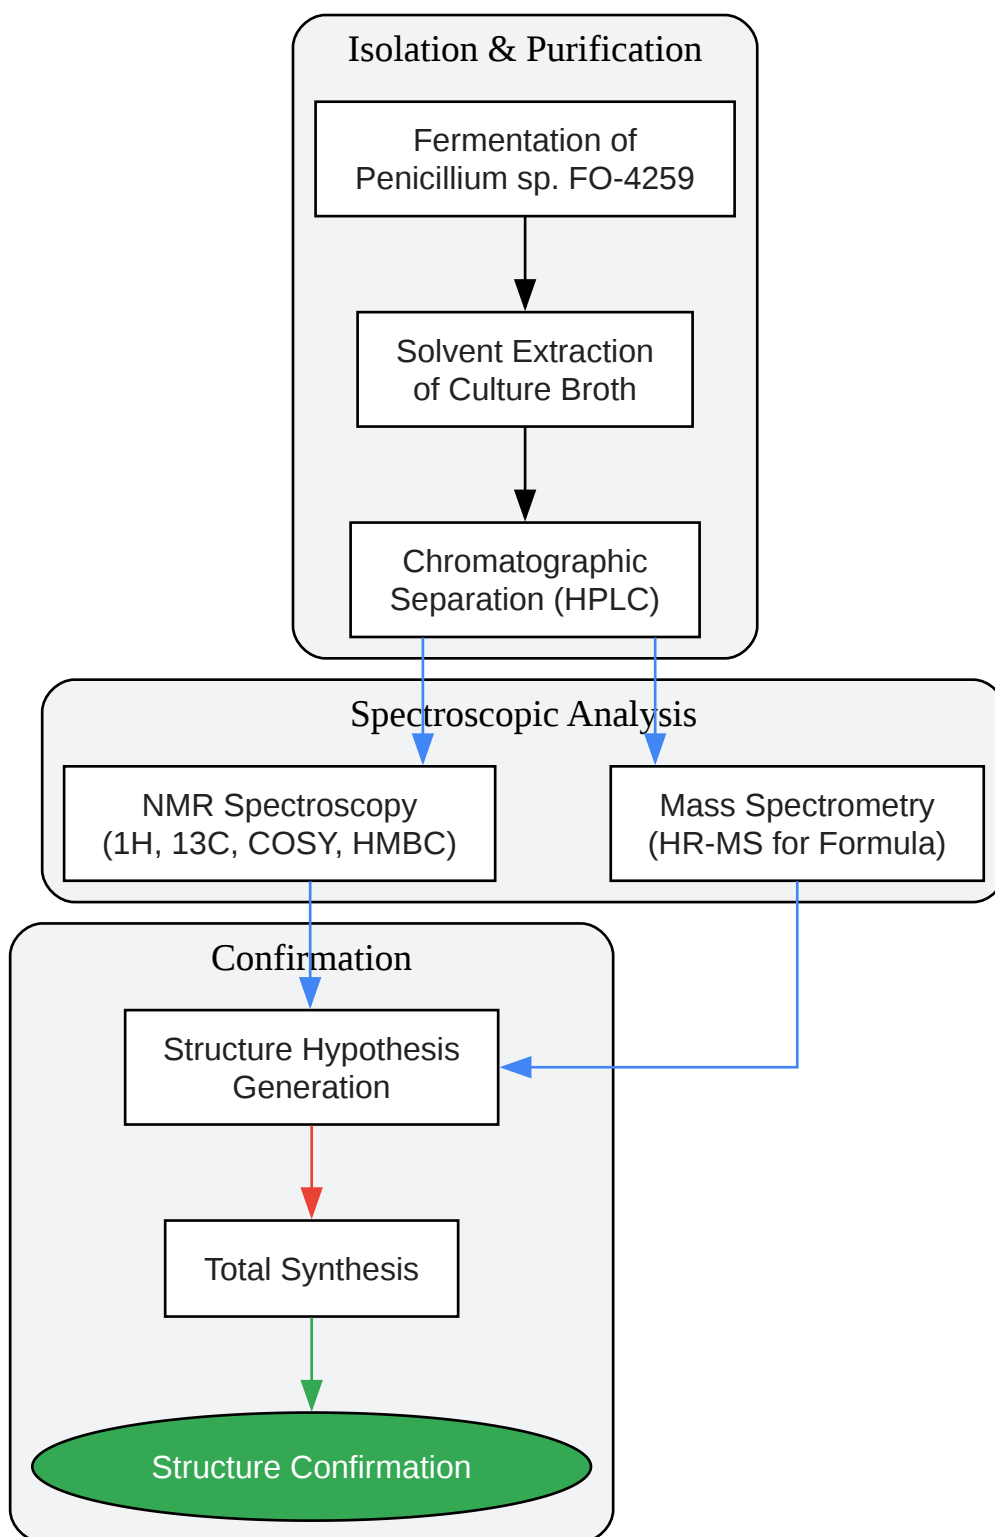 Isolation & Purification
Fermentation of
Penicillium sp. FO-4259
Solvent Extraction
of Culture Broth
Chromatographic
Separation (HPLC)
Spectroscopic Analysis
NMR Spectroscopy
(1H, 13C, COSY, HMBC)
Mass Spectrometry
(HR-MS for Formula)
Confirmation
Structure Hypothesis
Generation
Total Synthesis
Structure Confirmation